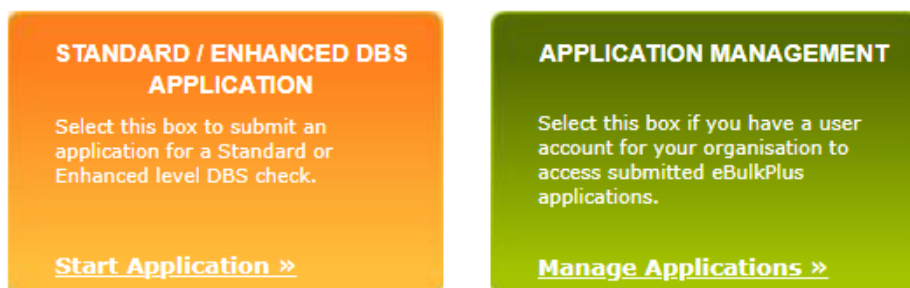 STANDARD / ENHANCED DBS
APPLICATION
Select this box to submit an
application for a Standard or
Enhanced level DBS check.
Start Application »
APPLICATION MANAGEMENT
Select this box if you have a user
account for your organisation to
access submitted eBulkPlus
applications.
Manage Applications »